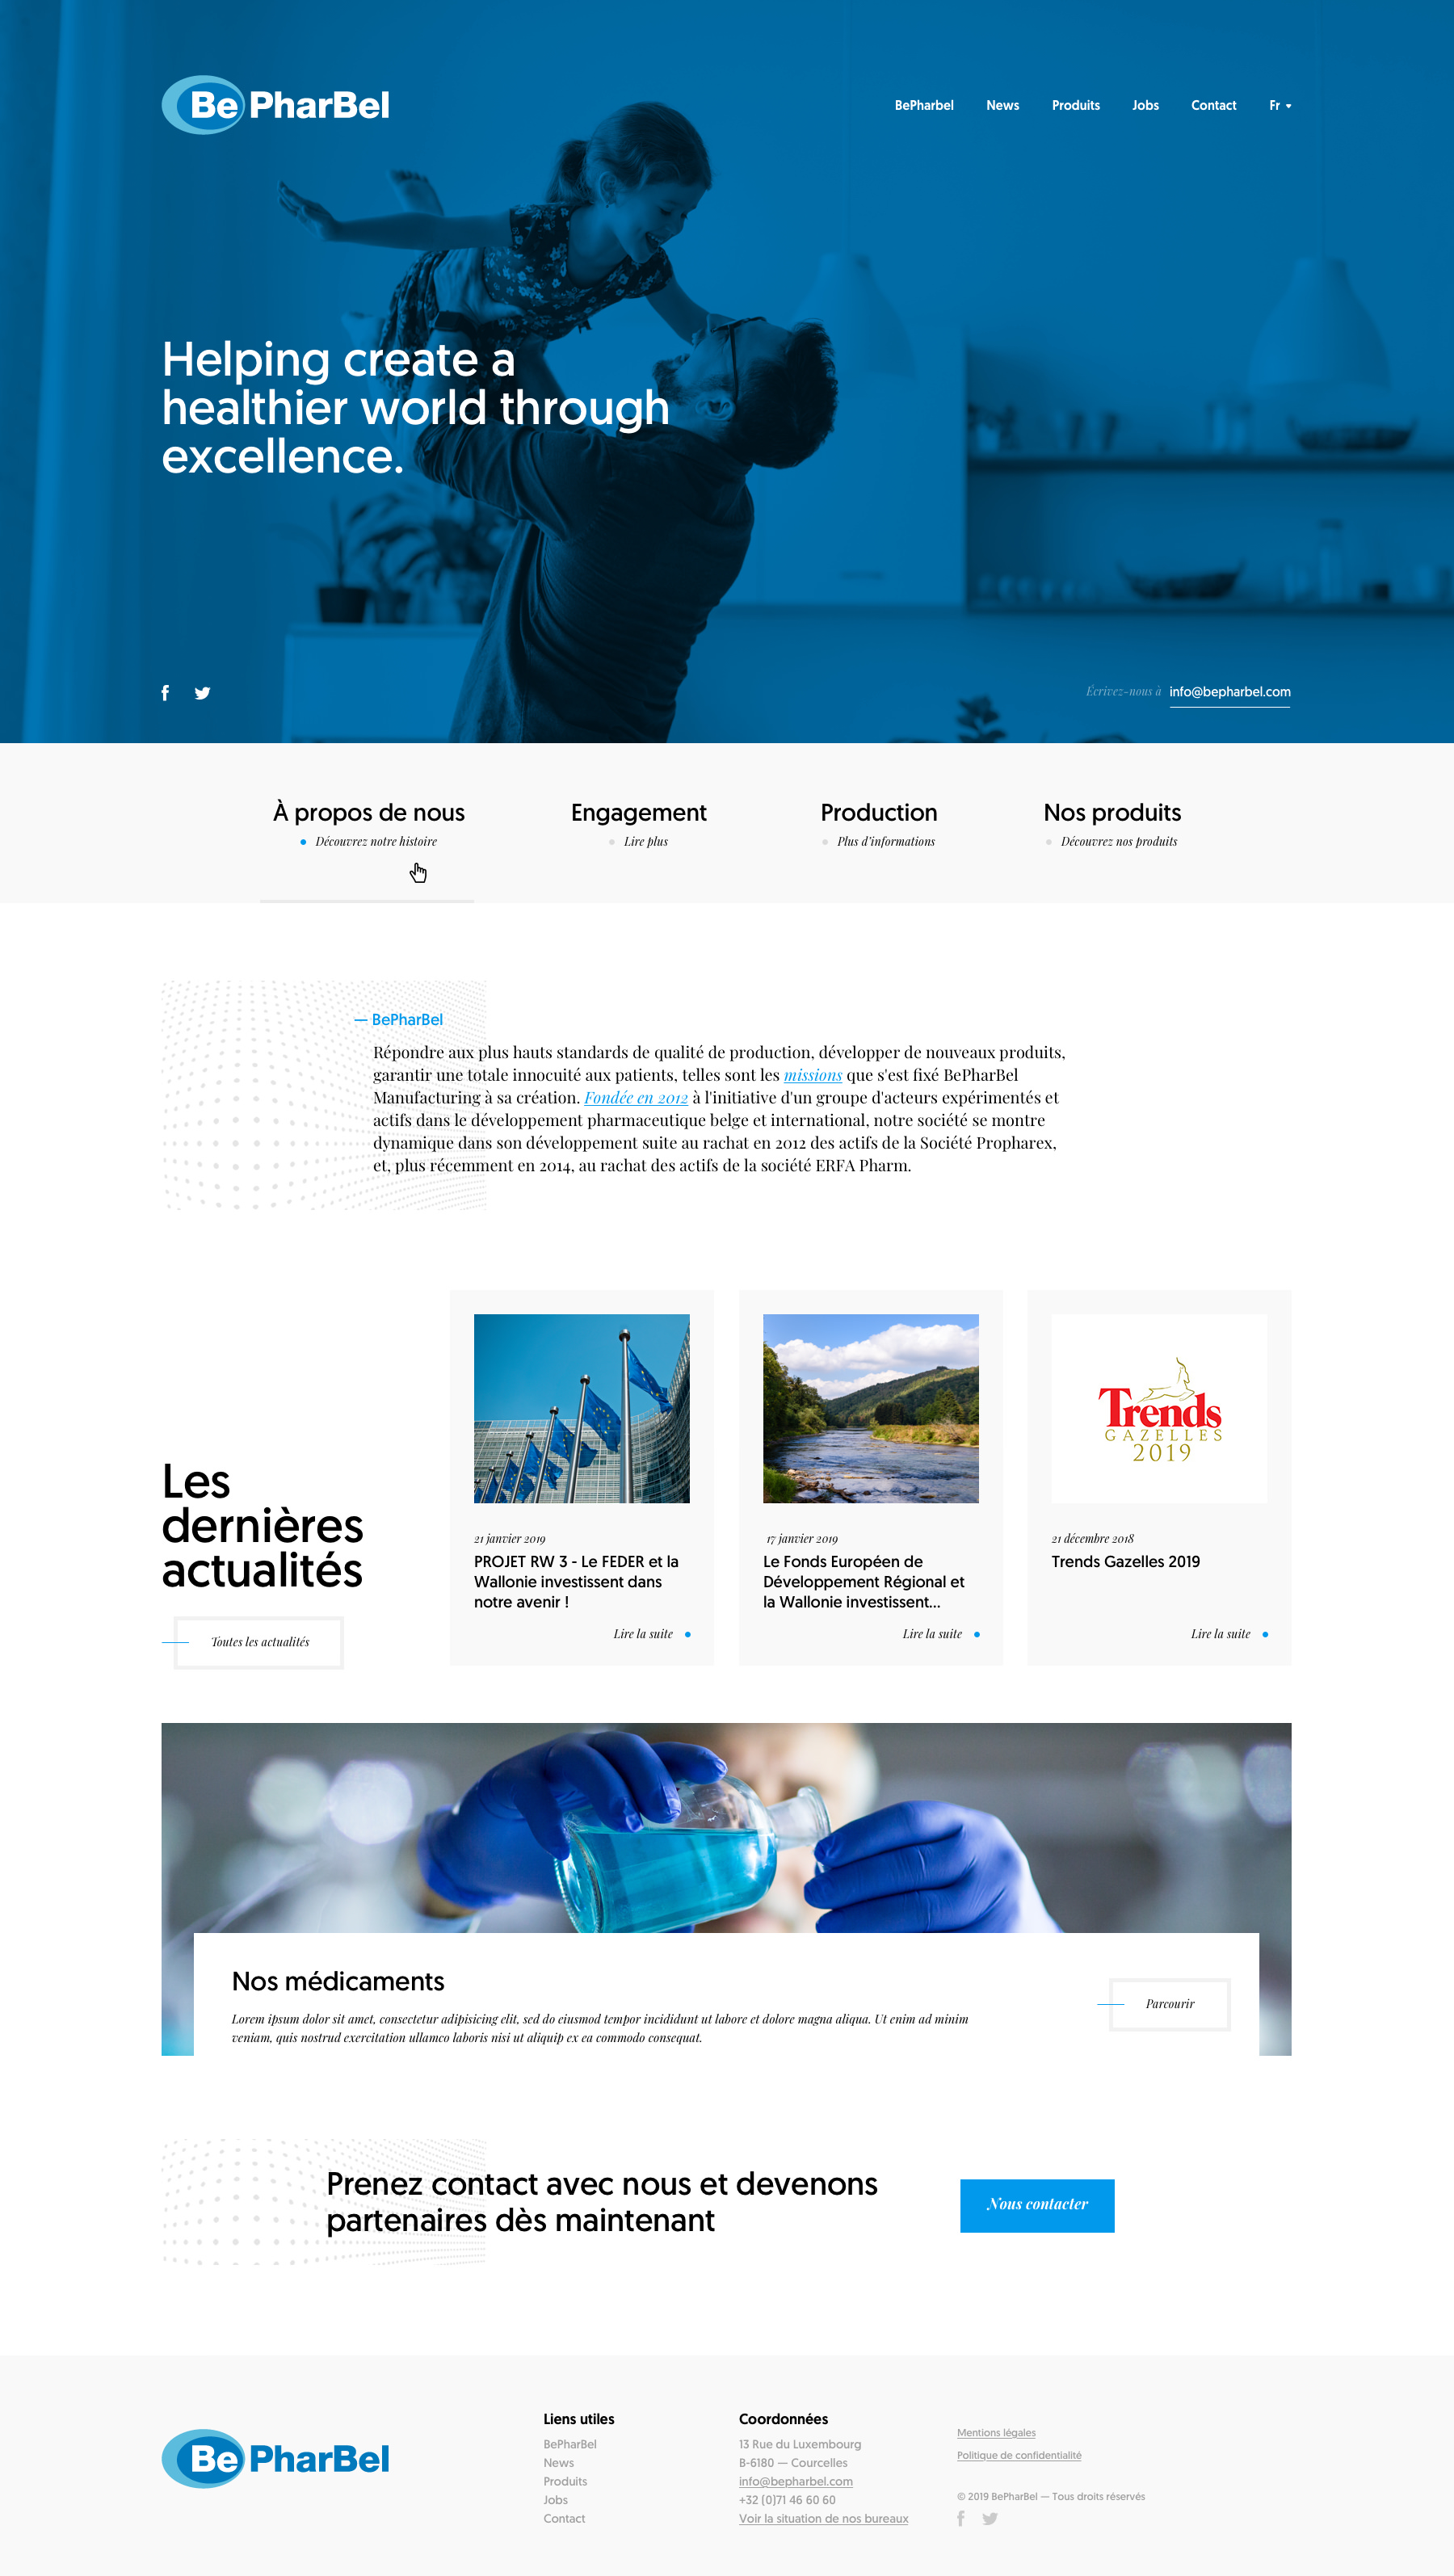 Be PharBel
BePharbel News Produits Jobs Contact Fr
Helping create a
healthier world through
excellence.
Écrivez-nous à info@bepharbel.com
À propos de nous
Découvrez notre histoire
Engagement
Lire plus
Production
Plus d'informations
Nos produits
Découvrez nos produits
— BePharBel
Répondre aux plus hauts standards de qualité de production, développer de nouveaux produits,
garantir une totale innocuité aux patients, telles sont les missions que s'est fixé BePharBel
Manufacturing à sa création. Fondée en 2012 à l'initiative d'un groupe d'acteurs expérimentés et
actifs dans le développement pharmaceutique belge et international, notre société se montre
dynamique dans son développement suite au rachat en 2012 des actifs de la Société Propharex,
et, plus récemment en 2014, au rachat des actifs de la société ERFA Pharm.
Les
dernières
actualités
Toutes les actualités
21 janvier 2019
PROJET RW 3 - Le FEDER et la
Wallonie investissent dans
notre avenir !
Lire la suite
17 janvier 2019
Le Fonds Européen de
Développement Régional et
la Wallonie investissent...
Lire la suite
Trends
GAZELLES
2019
21 décembre 2018
Trends Gazelles 2019
Lire la suite
Nos médicaments
Lorem ipsum dolor sit amet, consectetur adipisicing elit, sed do eiusmod tempor incididunt ut labore et dolore magna aliqua. Ut enim ad minim
veniam, quis nostrud exercitation ullamco laboris nisi ut aliquip ex ea commodo consequat.
Parcourir
Prenez contact avec nous et devenons
partenaires dès maintenant
Nous contacter
Be PharBel
Liens utiles
BePharBel
News
Produits
Jobs
Contact
Coordonnées
13 Rue du Luxembourg
B-6180 — Courcelles
info@bepharbel.com
+32 (0)71 46 60 60
Voir la situation de nos bureaux
Mentions légales
Politique de confidentialité
© 2019 BePharBel — Tous droits réservés